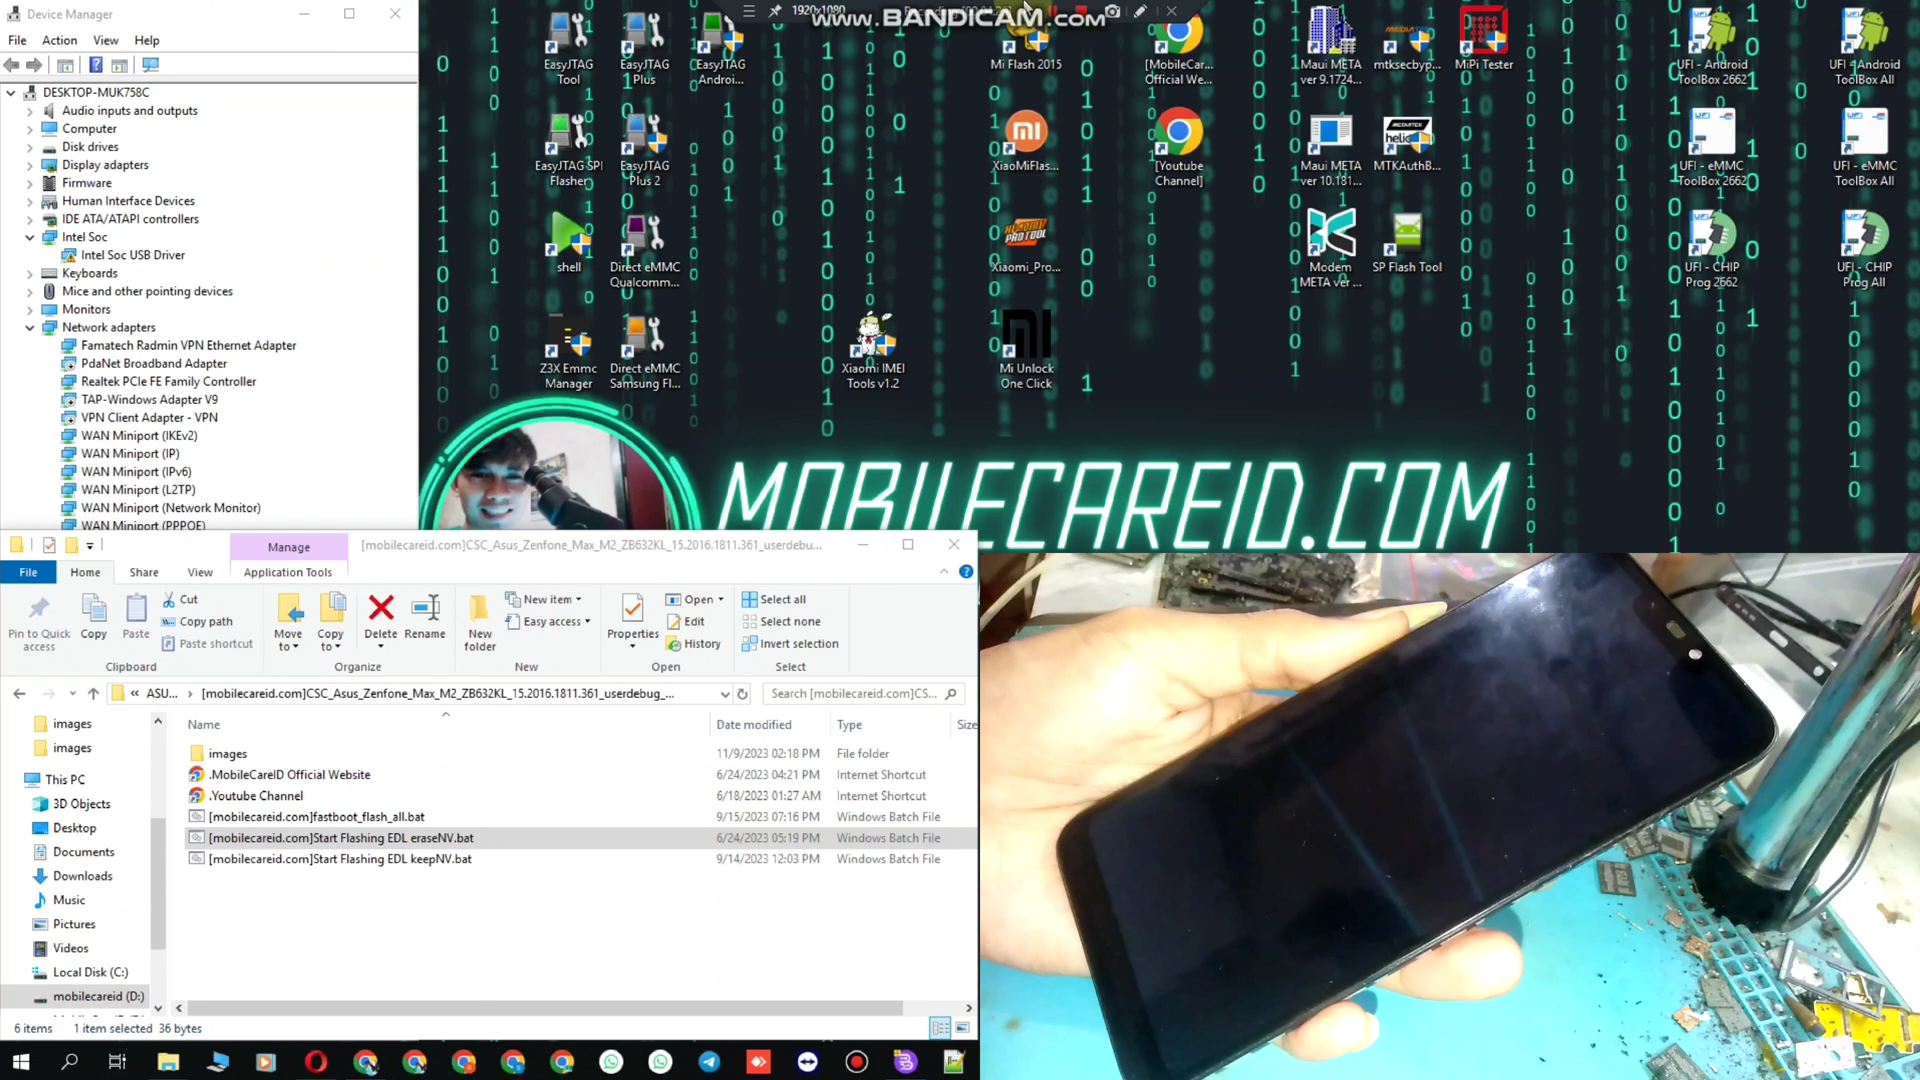 Device Manager
File Action View Help
DESKTOP-MUK758C
Audio inputs and outputs
Computer
Disk drives
Display adapters
Firmware
Human Interface Devices
IDE ATA/ATAPI controllers
Intel Soc
Intel Soc USB Driver
Keyboards
Mice and other pointing devices
Monitors
Network adapters
Famatech Radmin VPN Ethernet Adapter
PdaNet Broadband Adapter
Realtek PCIe FE Family Controller
TAP-Windows Adapter V9
VPN Client Adapter - VPN
WAN Miniport (IKEv2)
WAN Miniport (IP)
WAN Miniport (IPv6)
WAN Miniport (L2TP)
WAN Miniport (Network Monitor)
WAN Miniport (PPPOE)
1920x1080
www.BANDICAM.com
EasyJTAG Tool
EasyJTAG Plus
EasyJTAG Androi...
Mi Flash 2015
[MobileCar... Official We...
Maui META ver 9.1724...
mtksecbyp...
MiPi Tester
UFI - Android ToolBox 2662
UFI - Android ToolBox All
EasyJTAG SPI Flasher
EasyJTAG Plus 2
XiaoMiFlas...
[Youtube Channel]
Maui META ver 10.181...
MTKAuthB...
UFI - eMMC ToolBox 2662
UFI - eMMC ToolBox All
shell
Direct eMMC Qualcomm...
Xiaomi_Pro...
Modem META ver ...
SP Flash Tool
UFI - CHIP Prog 2662
UFI - CHIP Prog All
Z3X Emmc Manager
Direct eMMC Samsung Fl...
Xiaomi IMEI Tools v1.2
Mi Unlock One Click
MOBILECAREID.COM
Manage
[mobilecareid.com]CSC_Asus_Zenfone_Max_M2_ZB632KL_15.2016.1811.361_userdebu...
File Home Share View Application Tools
Pin to Quick access
Copy
Paste
Cut
Copy path
Paste shortcut
Move to
Copy to
Delete
Rename
New folder
New item
Easy access
Properties
Open
Edit
History
Select all
Select none
Invert selection
Clipboard Organize New Open Select
« ASU... › [mobilecareid.com]CSC_Asus_Zenfone_Max_M2_ZB632KL_15.2016.1811.361_userdebug_...
Search [mobilecareid.com]CS...
images
images
This PC
3D Objects
Desktop
Documents
Downloads
Music
Pictures
Videos
Local Disk (C:)
mobilecareid (D:)
Name Date modified Type Size
images 11/9/2023 02:18 PM File folder
.MobileCareID Official Website 6/24/2023 04:21 PM Internet Shortcut
.Youtube Channel 6/18/2023 01:27 AM Internet Shortcut
[mobilecareid.com]fastboot_flash_all.bat 9/15/2023 07:16 PM Windows Batch File
[mobilecareid.com]Start Flashing EDL eraseNV.bat 6/24/2023 05:19 PM Windows Batch File
[mobilecareid.com]Start Flashing EDL keepNV.bat 9/14/2023 12:03 PM Windows Batch File
6 items 1 item selected 36 bytes